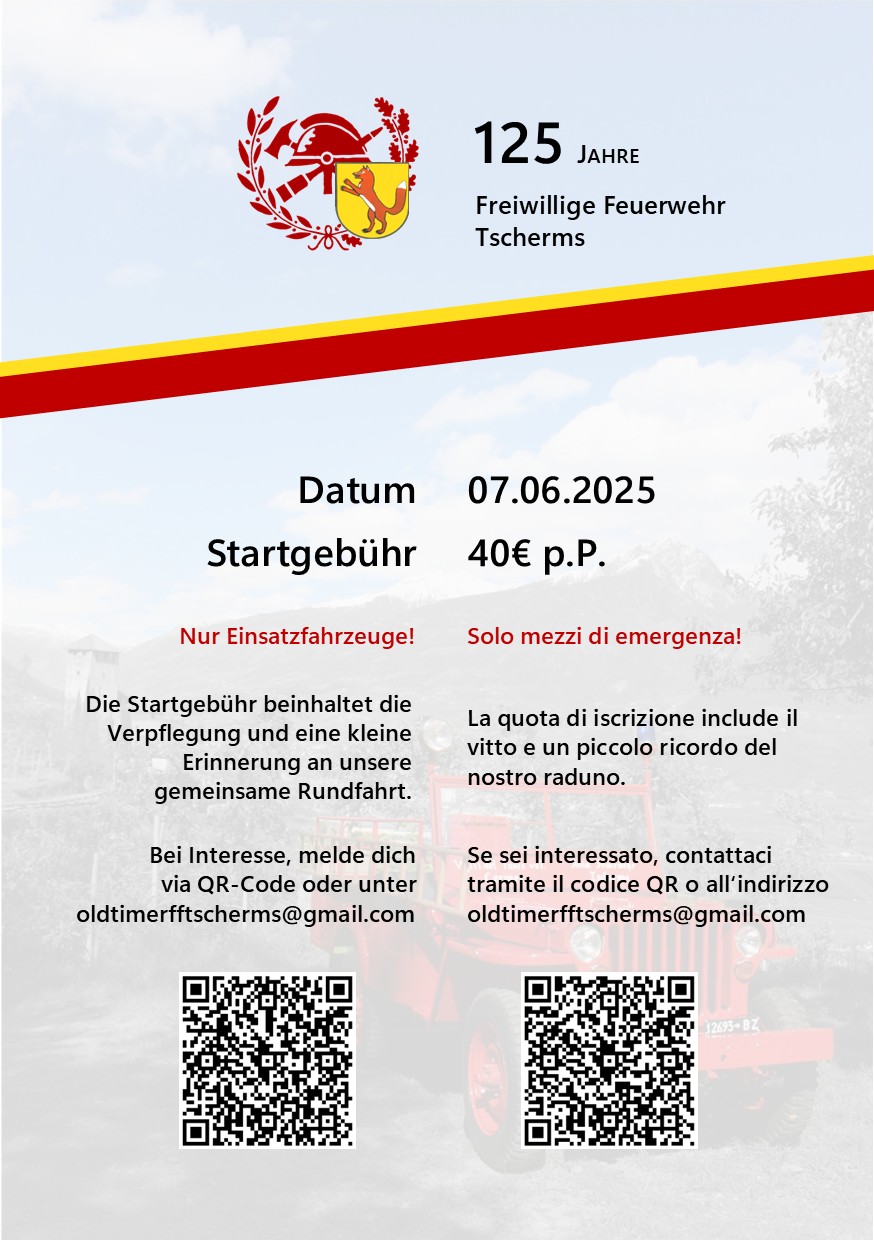 125 JAHRE
Freiwillige Feuerwehr
Tscherms
Datum 07.06.2025
Startgebühr 40€ p.P.
Nur Einsatzfahrzeuge!
Solo mezzi di emergenza!
Die Startgebühr beinhaltet die
Verpflegung und eine kleine
Erinnerung an unsere
gemeinsame Rundfahrt.
La quota di iscrizione include il
vitto e un piccolo ricordo del
nostro raduno.
Bei Interesse, melde dich
via QR-Code oder unter
oldtimerfftscherms@gmail.com
Se sei interessato, contattaci
tramite il codice QR o all‘indirizzo
oldtimerfftscherms@gmail.com